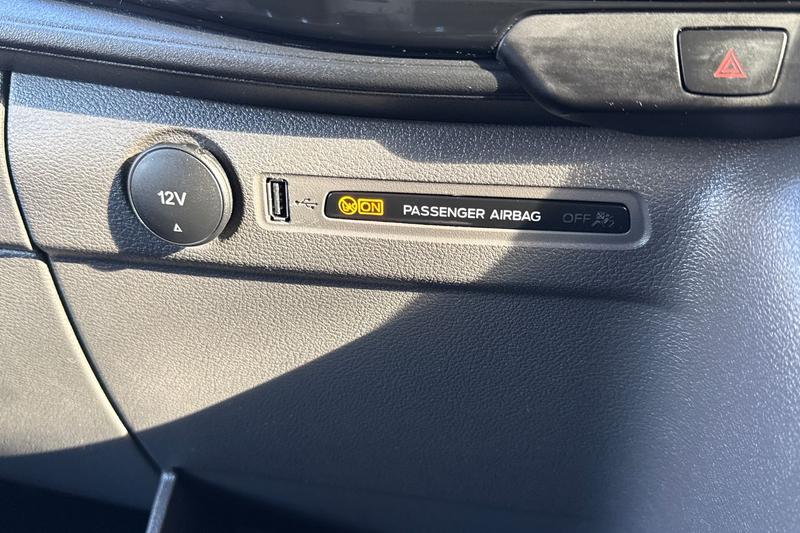 12V
ON PASSENGER AIRBAG OFF